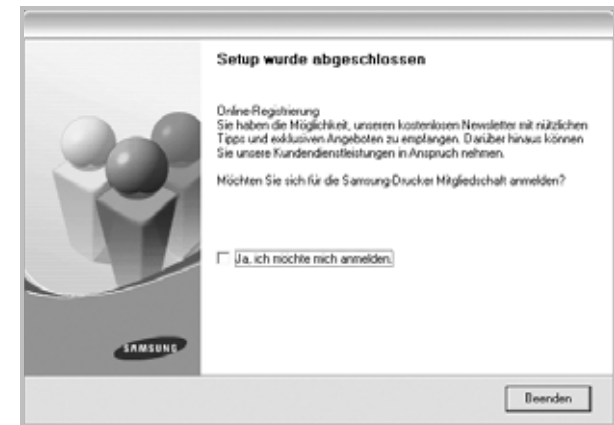 Setup wurde abgeschlossen
Online-Registrierung
Sie haben die Möglichkeit, unseren kostenlosen Newsletter mit nützlichen
Tipps und exklusiven Angeboten zu empfangen. Darüber hinaus können
Sie unsere Kundendienstleistungen in Anspruch nehmen.
Möchten Sie sich für die Samsung-Drucker Mitgliedschaft anmelden?
Ja, ich möchte mich anmelden.
SAMSUNG
Beenden